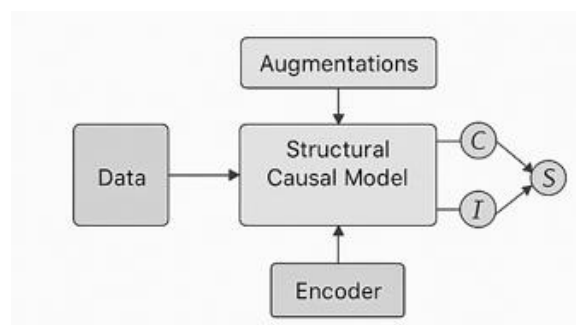 Augmentations
Data
Structural
Causal Model
C
I
S
Encoder